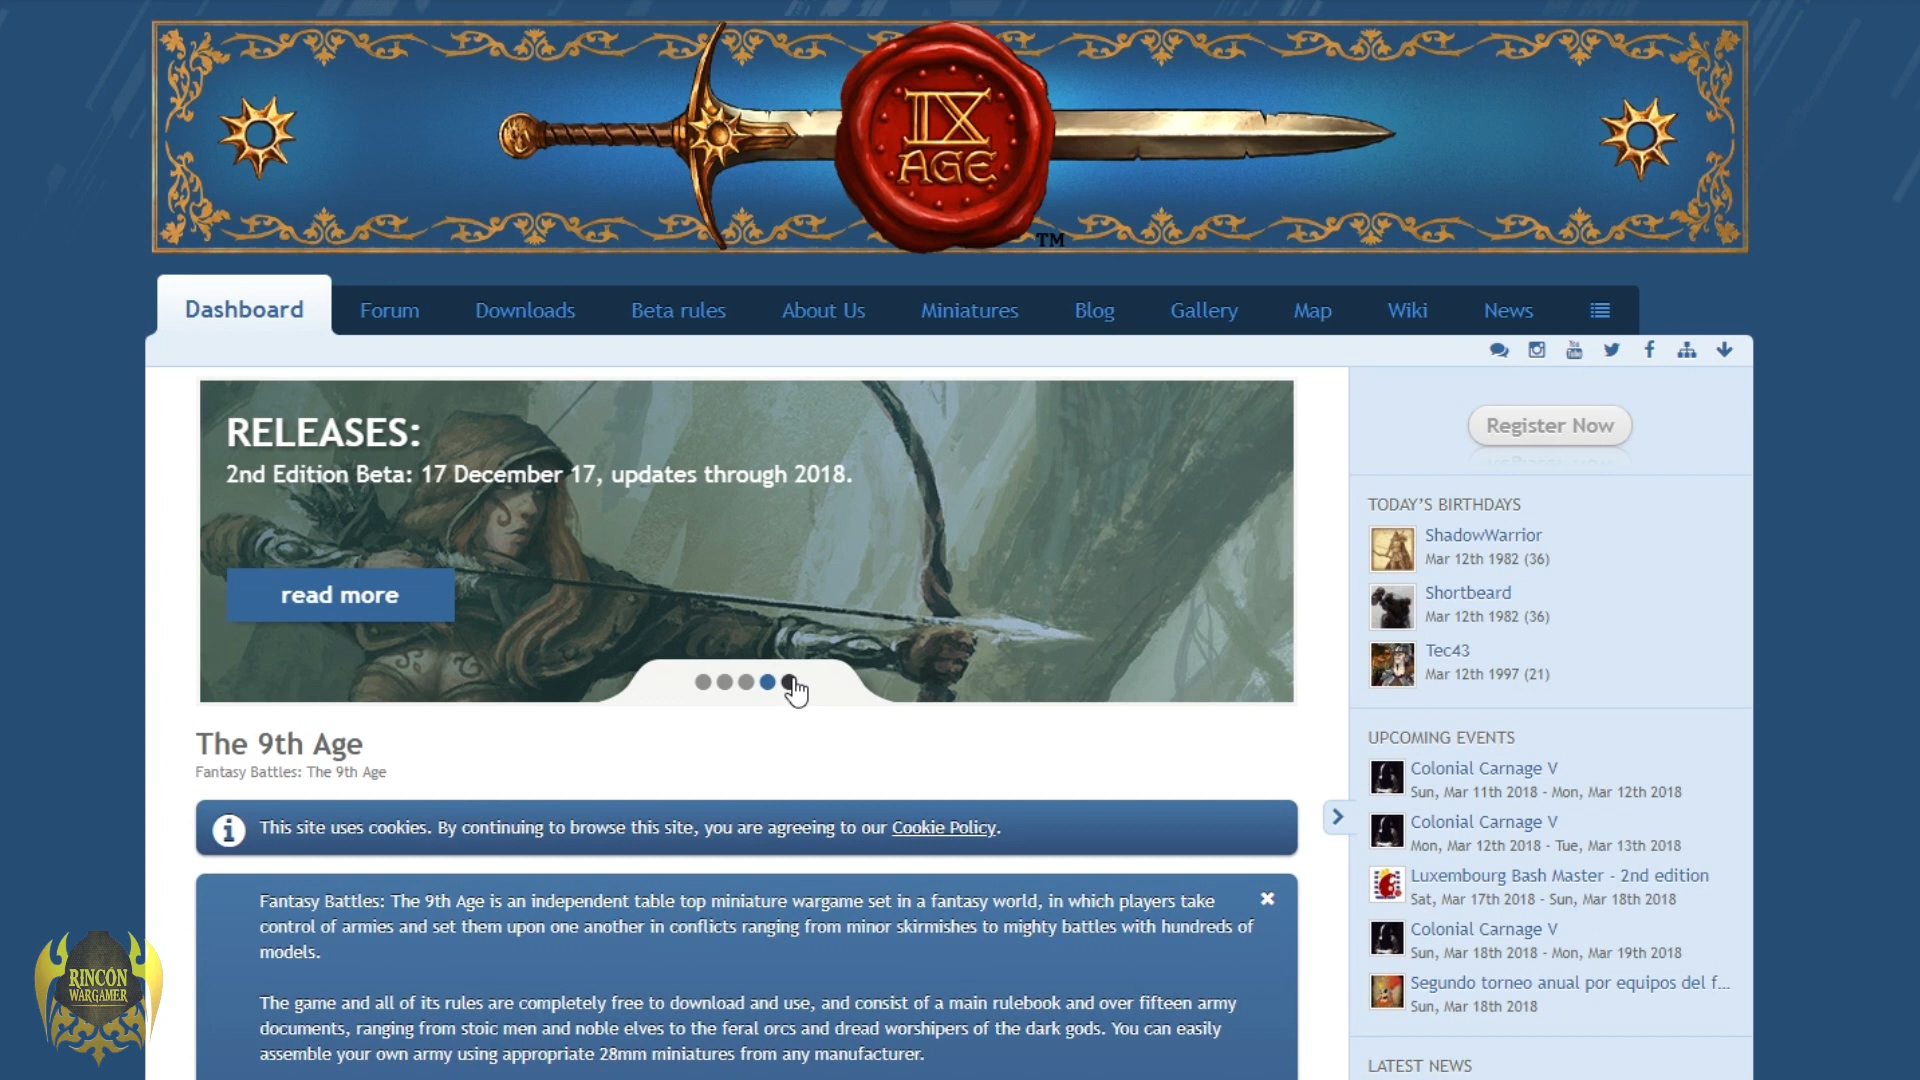 IX
AGE
TM
Dashboard
Forum
Downloads
Beta rules
About Us
Miniatures
Blog
Gallery
Map
Wiki
News
RELEASES:
2nd Edition Beta: 17 December 17, updates through 2018.
read more
The 9th Age
Fantasy Battles: The 9th Age
This site uses cookies. By continuing to browse this site, you are agreeing to our Cookie Policy.
Fantasy Battles: The 9th Age is an independent table top miniature wargame set in a fantasy world, in which players take
control of armies and set them upon one another in conflicts ranging from minor skirmishes to mighty battles with hundreds of
models.
The game and all of its rules are completely free to download and use, and consist of a main rulebook and over fifteen army
documents, ranging from stoic men and noble elves to the feral orcs and dread worshipers of the dark gods. You can easily
assemble your own army using appropriate 28mm miniatures from any manufacturer.
Register Now
TODAY'S BIRTHDAYS
ShadowWarrior
Mar 12th 1982 (36)
Shortbeard
Mar 12th 1982 (36)
Tec43
Mar 12th 1997 (21)
UPCOMING EVENTS
Colonial Carnage V
Sun, Mar 11th 2018 - Mon, Mar 12th 2018
Colonial Carnage V
Mon, Mar 12th 2018 - Tue, Mar 13th 2018
Luxembourg Bash Master - 2nd edition
Sat, Mar 17th 2018 - Sun, Mar 18th 2018
Colonial Carnage V
Sun, Mar 18th 2018 - Mon, Mar 19th 2018
Segundo torneo anual por equipos del f...
Sun, Mar 18th 2018
LATEST NEWS
RINCÓN
WARGAMER